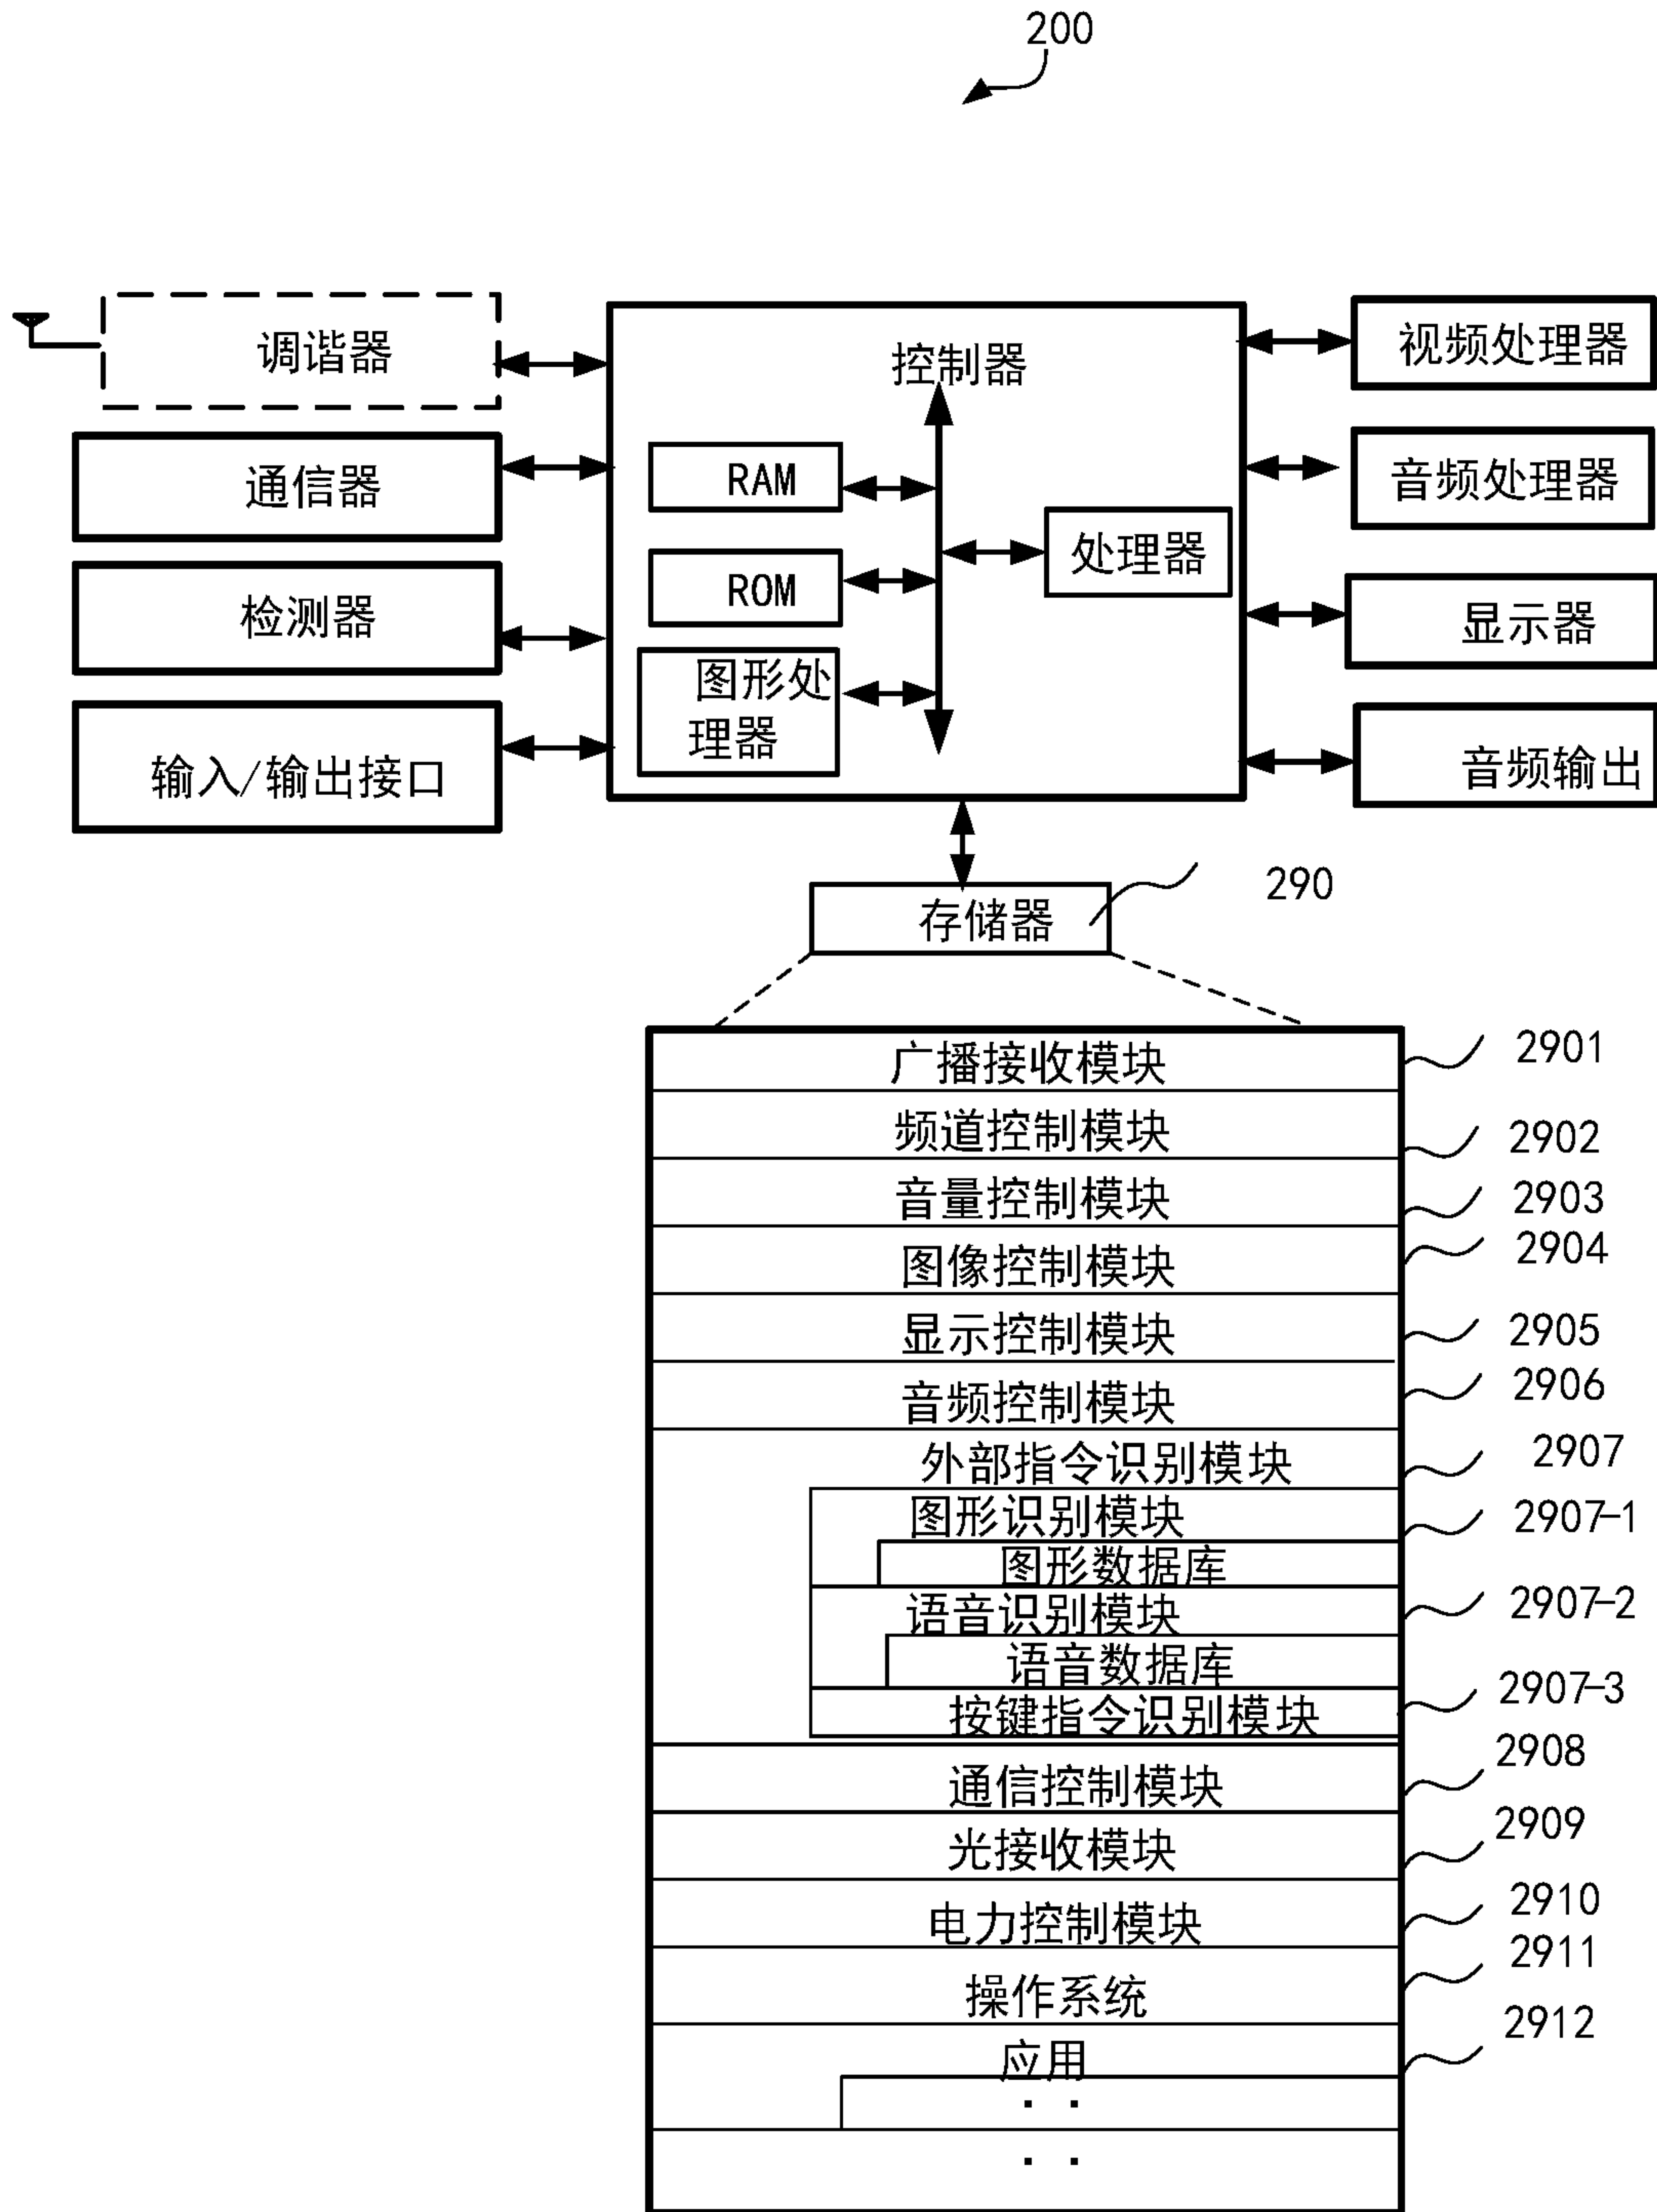 200
调谐器
通信器
检测器
输入/输出接口
控制器
RAM
ROM
图形处
理器
处理器
视频处理器
音频处理器
显示器
音频输出
存储器
290
广播接收模块
2901
频道控制模块
2902
音量控制模块
2903
图像控制模块
2904
显示控制模块
2905
音频控制模块
2906
外部指令识别模块
2907
图形识别模块
2907-1
图形数据库
语音识别模块
2907-2
语音数据库
按键指令识别模块
2907-3
通信控制模块
2908
光接收模块
2909
电力控制模块
2910
操作系统
2911
应用
2912
. .
. .